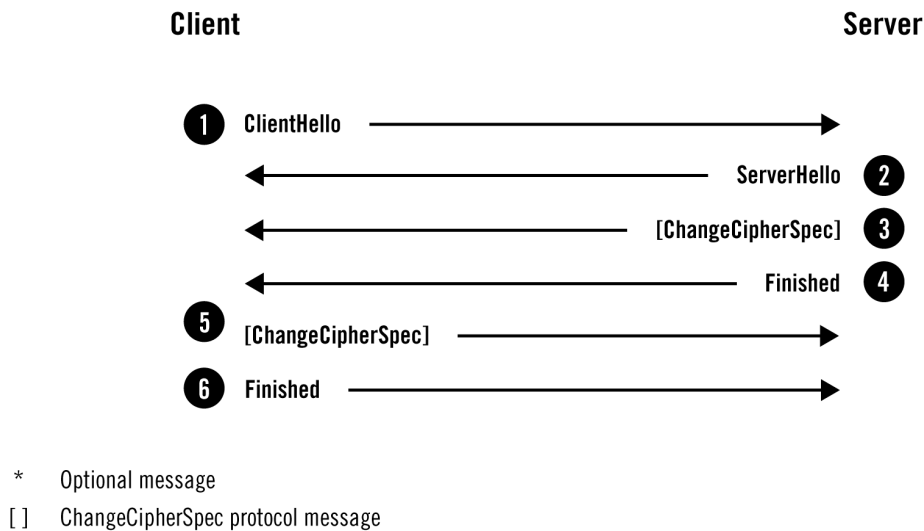 Client Server
1 ClientHello
ServerHello 2
[ChangeCipherSpec] 3
Finished 4
5 [ChangeCipherSpec]
6 Finished
* Optional message
[ ] ChangeCipherSpec protocol message